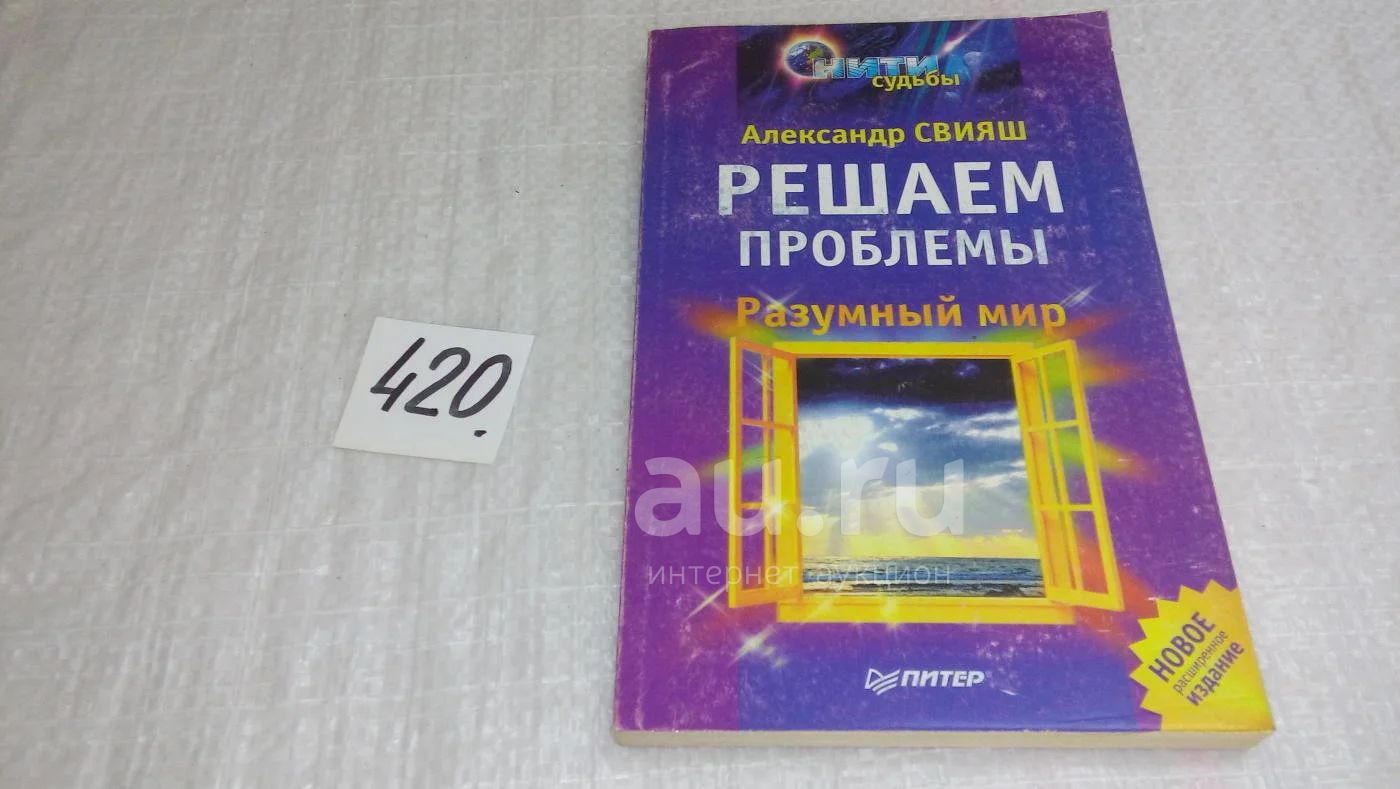 НИТИ
судьбы
Александр СВИЯШ
РЕШАЕМ
ПРОБЛЕМЫ
Разумный мир
420.
au.ru
интернет аукцион
НОВОЕ
расширенное
издание
ПИТЕР